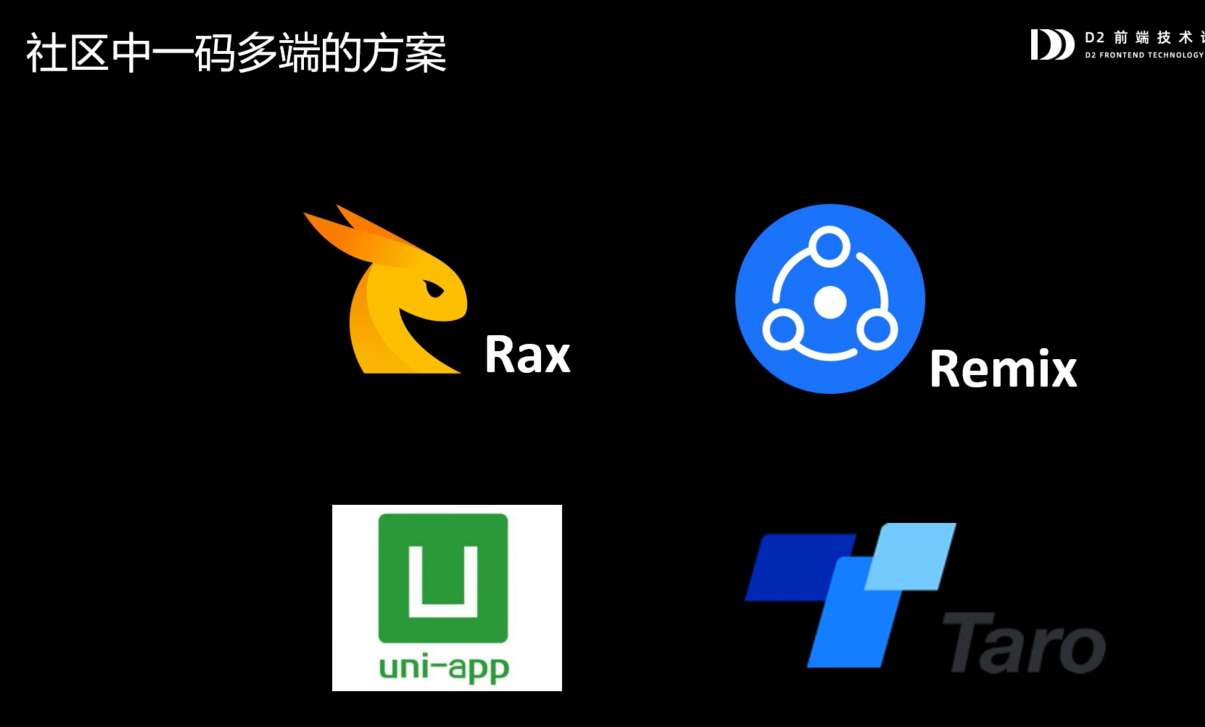 社区中一码多端的方案
D2 前端技术
D2 FRONTEND TECHNOLOGY
Rax
Remix
uni-app
Taro